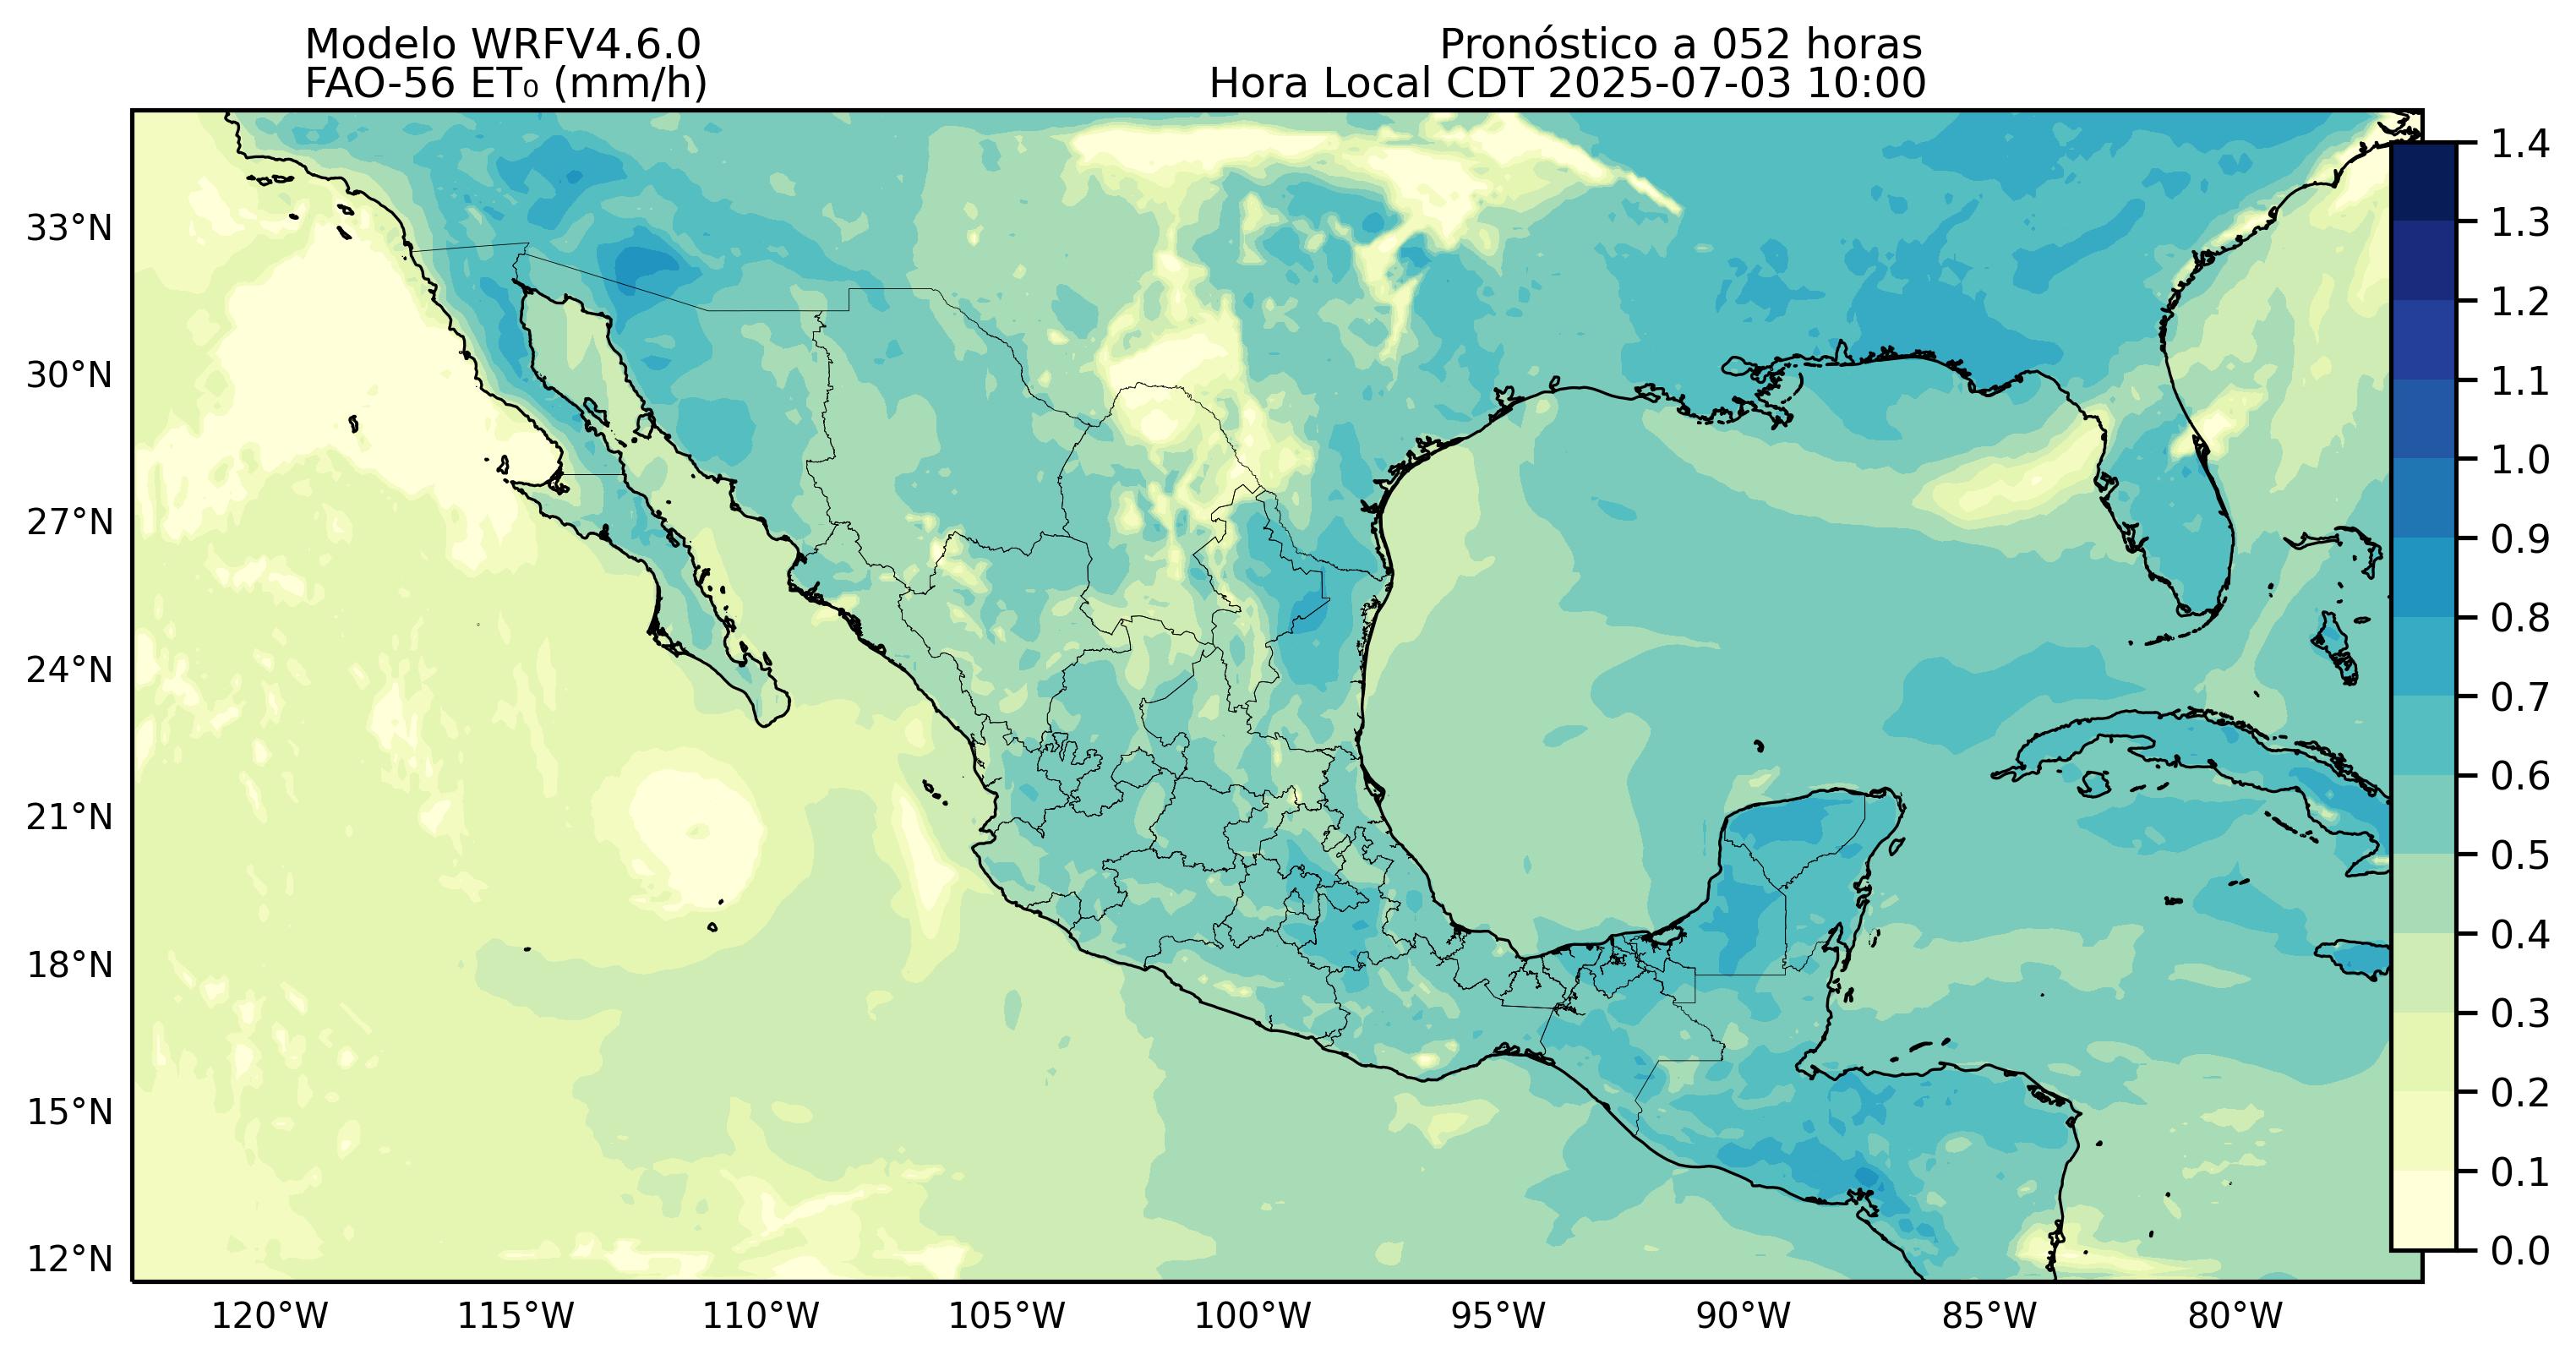 Modelo WRFV4.6.0
FAO-56 ET₀ (mm/h)
Pronóstico a 052 horas
Hora Local CDT 2025-07-03 10:00
33°N
30°N
27°N
24°N
21°N
18°N
15°N
12°N
120°W
115°W
110°W
105°W
100°W
95°W
90°W
85°W
80°W
1.4
1.3
1.2
1.1
1.0
0.9
0.8
0.7
0.6
0.5
0.4
0.3
0.2
0.1
0.0